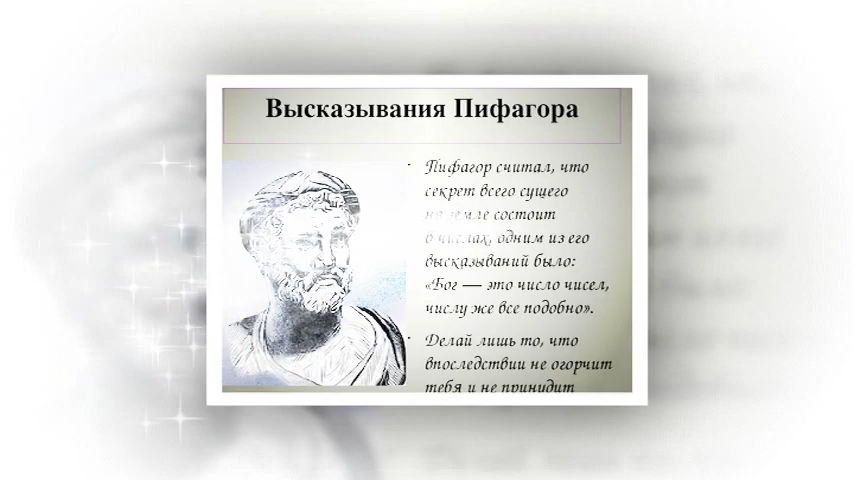 Высказывания Пифагора
Пифагор считал, что
секрет всего сущего
на земле состоит
в числах, одним из его
высказываний было:
«Бог — это число чисел,
числу же все подобно».
Делай лишь то, что
впоследствии не огорчит
тебя и не принудит